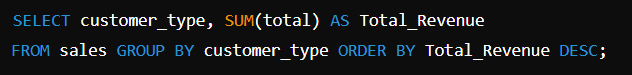 SELECT customer_type, SUM(total) AS Total_Revenue
FROM sales GROUP BY customer_type ORDER BY Total_Revenue DESC;